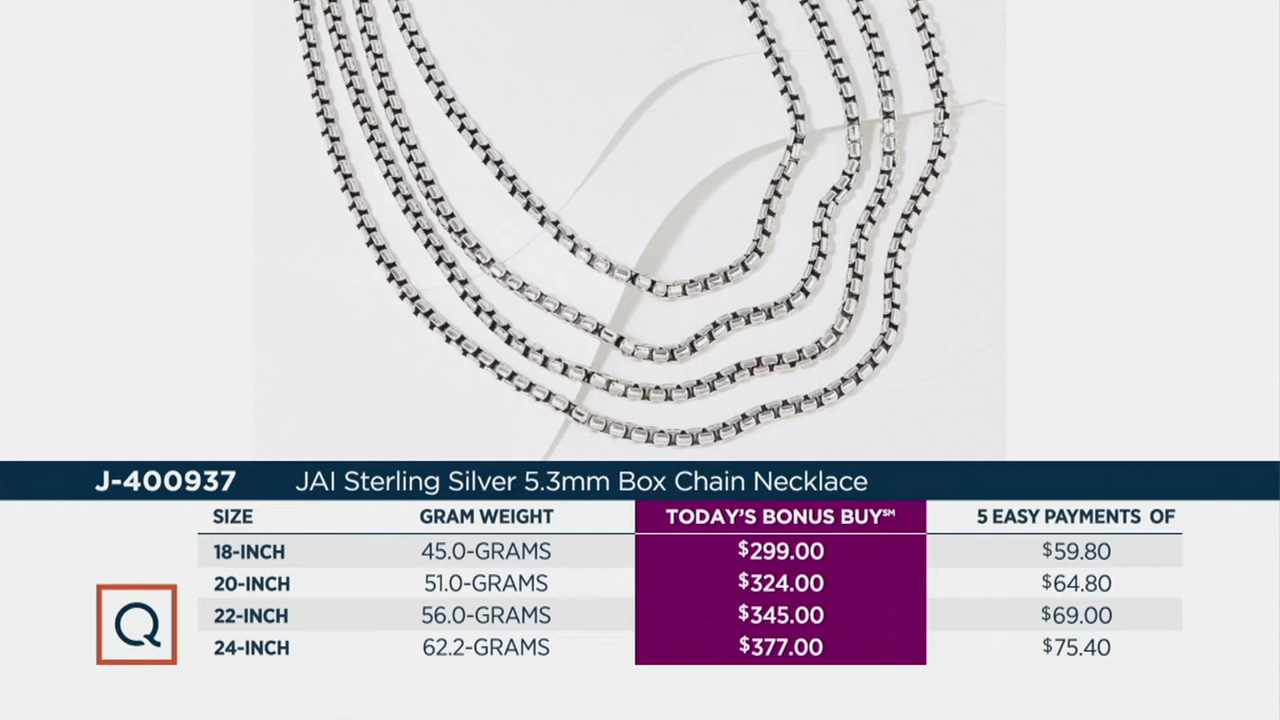 J-400937 JAI Sterling Silver 5.3mm Box Chain Necklace
SIZE GRAM WEIGHT TODAY'S BONUS BUY℠ 5 EASY PAYMENTS OF
18-INCH 45.0-GRAMS $299.00 $59.80
20-INCH 51.0-GRAMS $324.00 $64.80
22-INCH 56.0-GRAMS $345.00 $69.00
24-INCH 62.2-GRAMS $377.00 $75.40
Q